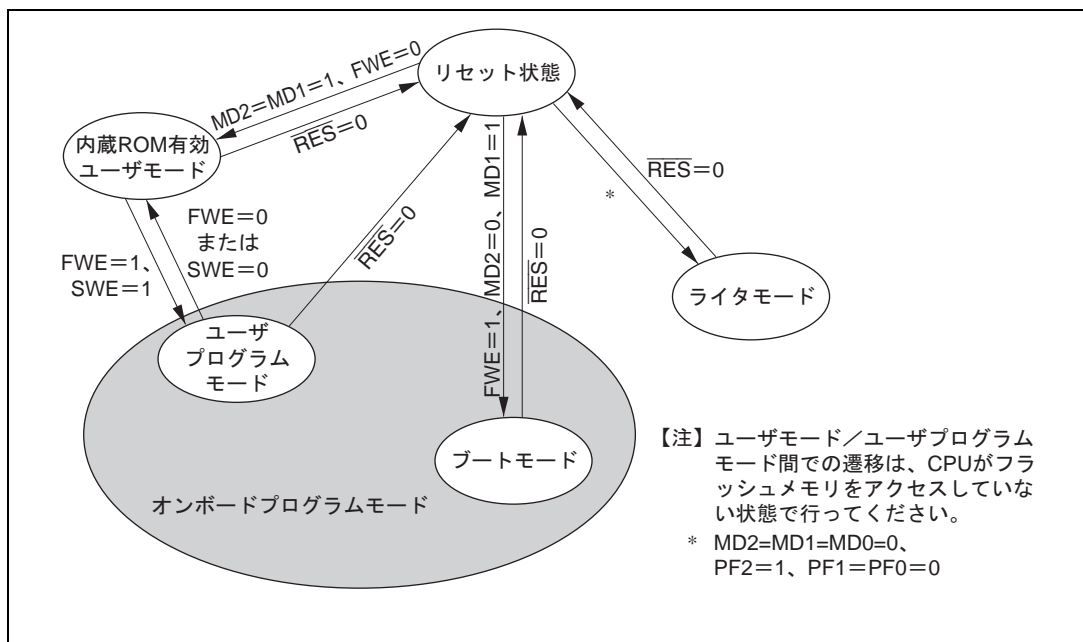 リセット状態
MD2=MD1=1、FWE=0
RES=0
内蔵ROM有効
ユーザモード
FWE=0
または
SWE=0
FWE=1、
SWE=1
RES=0
FWE=1、MD2=0、MD1=1
RES=0
RES=0
*
ライタモード
ユーザ
プログラム
モード
ブートモード
オンボードプログラムモード
【注】ユーザモード/ユーザプログラム
モード間での遷移は、CPUがフラ
ッシュメモリをアクセスしていな
い状態で行ってください。
* MD2=MD1=MD0=0、
PF2=1、PF1=PF0=0